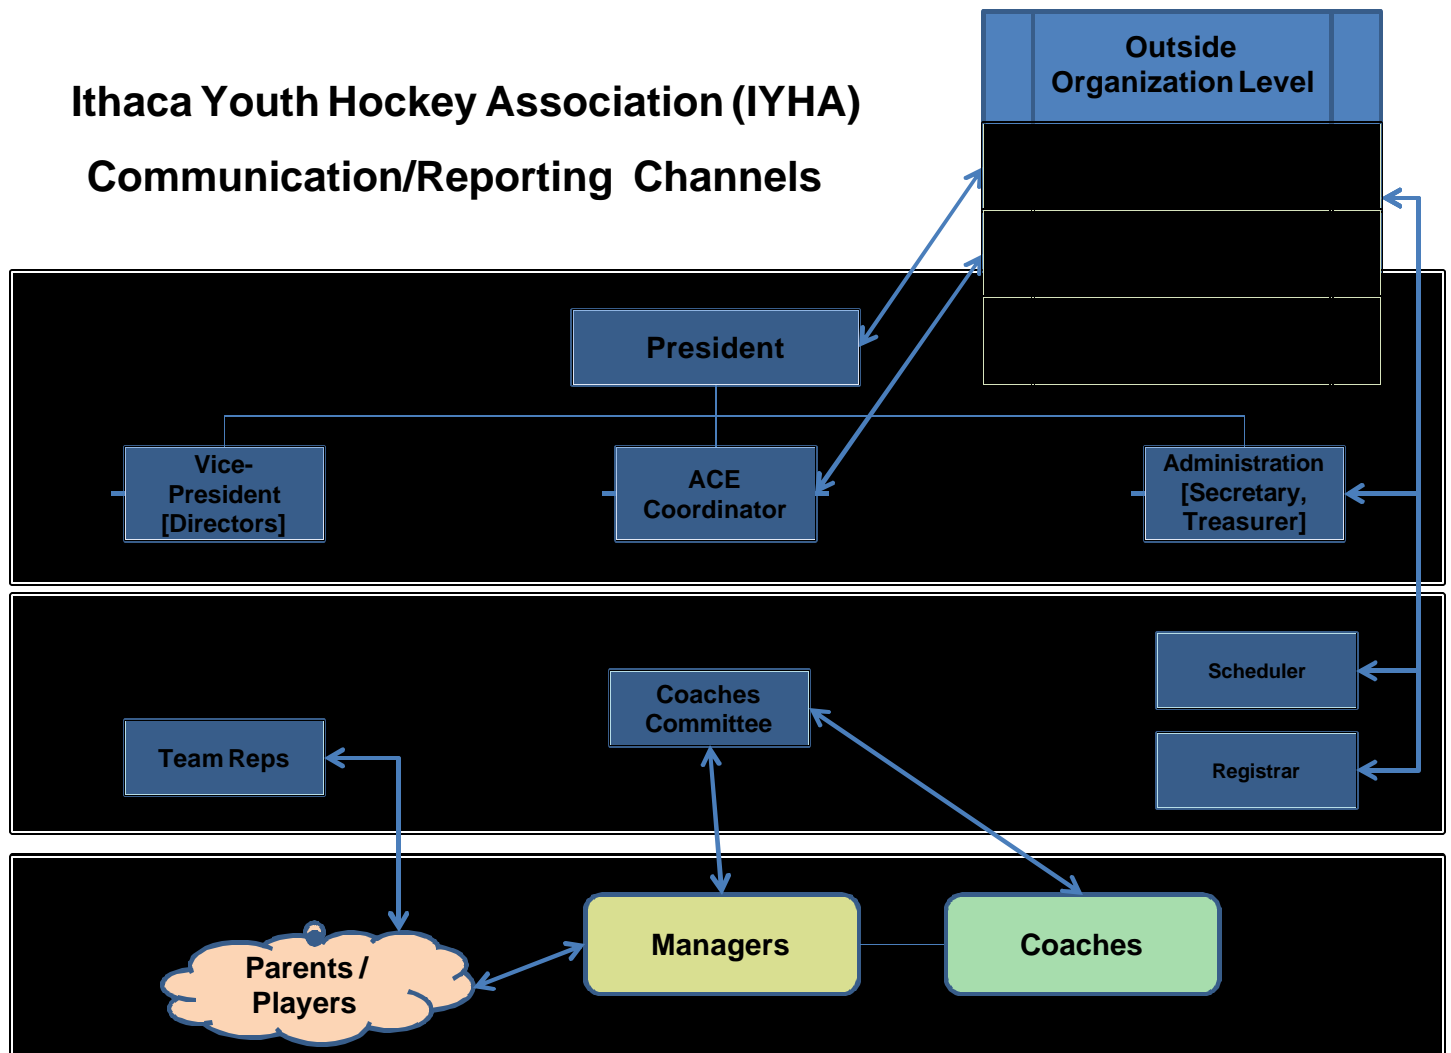 Outside
Organization Level
Ithaca Youth Hockey Association (IYHA)
Communication/Reporting Channels
President
Vice-
President
[Directors]
ACE
Coordinator
Administration
[Secretary,
Treasurer]
Scheduler
Coaches
Committee
Team Reps
Registrar
Managers
Coaches
Parents /
Players